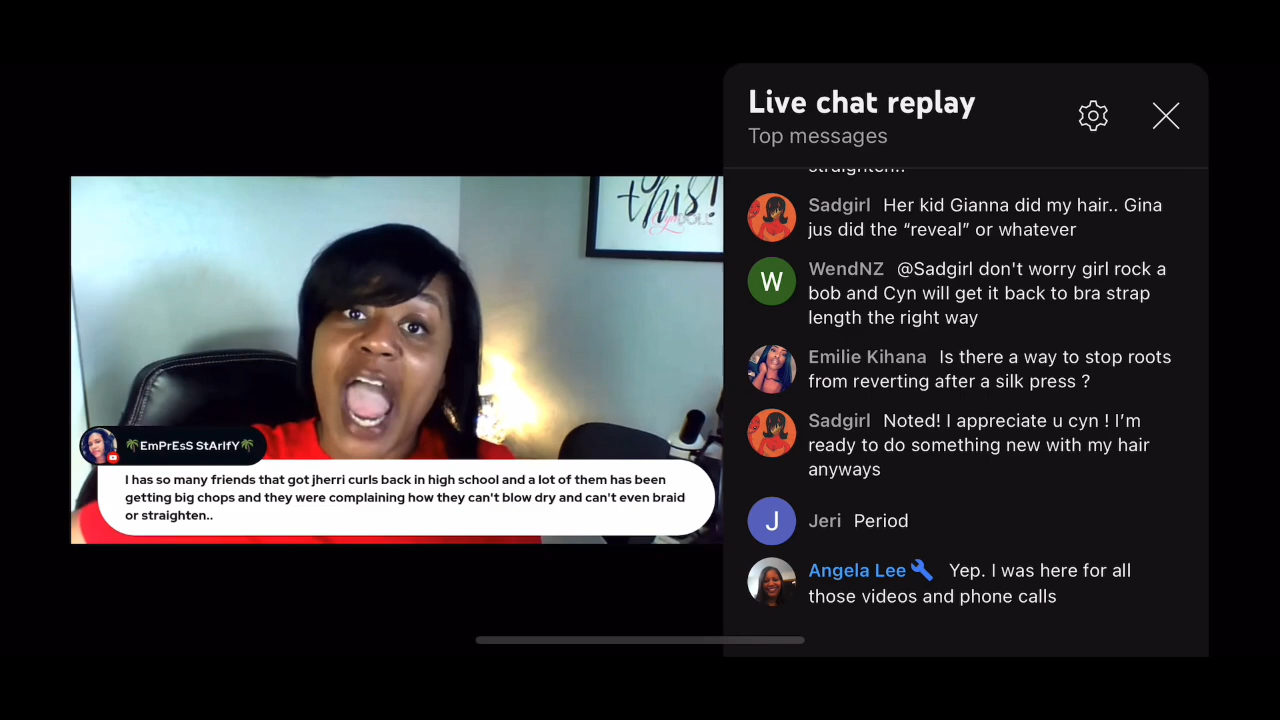 this!
CynDOLL
🌴EmPrEsS StArIfY🌴
I has so many friends that got jherri curls back in high school and a lot of them has been
getting big chops and they were complaining how they can't blow dry and can't even braid
or straighten..
Live chat replay
Top messages
straighten..
Sadgirl Her kid Gianna did my hair.. Gina
jus did the “reveal” or whatever
W
WendNZ @Sadgirl don't worry girl rock a
bob and Cyn will get it back to bra strap
length the right way
Emilie Kihana Is there a way to stop roots
from reverting after a silk press ?
Sadgirl Noted! I appreciate u cyn ! I’m
ready to do something new with my hair
anyways
J
Jeri Period
Angela Lee Yep. I was here for all
those videos and phone calls